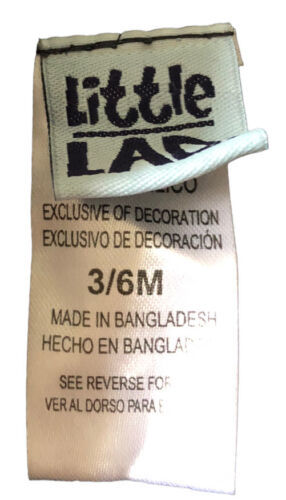 Little
EXCLUSIVE OF DECORATION
EXCLUSIVO DE DECORACIÓN
3/6M
MADE IN BANGLADESH
HECHO EN
SEE REVERSE FOR
VER AL DORSO PARA